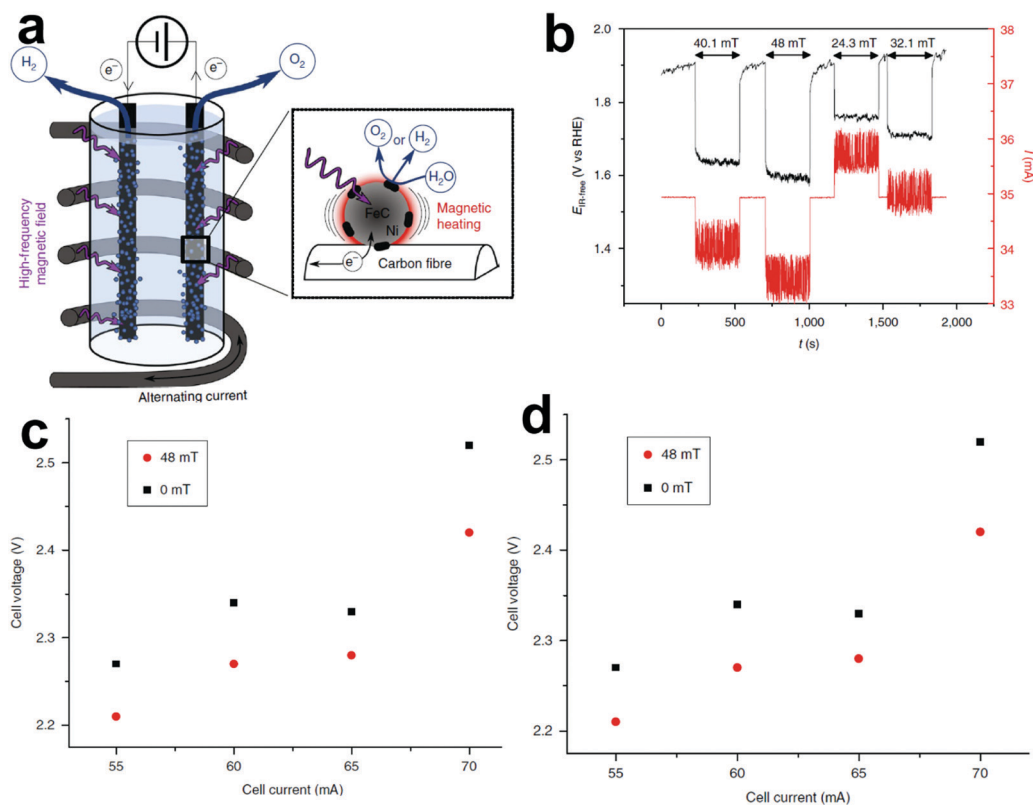 a
H2
O2
e−
e−
High-frequency
magnetic field
Alternating current
O2 or H2
H2O
FeC
Ni
Magnetic
heating
e−
Carbon fibre
b
40.1 mT
48 mT
24.3 mT
32.1 mT
2.0
1.8
1.6
1.4
EIR-free (V vs RHE)
0
500
1,000
1,500
2,000
t (s)
38
37
36
35
34
33
I (mA)
c
48 mT
0 mT
2.5
2.4
2.3
2.2
Cell voltage (V)
55
60
65
70
Cell current (mA)
d
48 mT
0 mT
2.5
2.4
2.3
2.2
Cell voltage (V)
55
60
65
70
Cell current (mA)